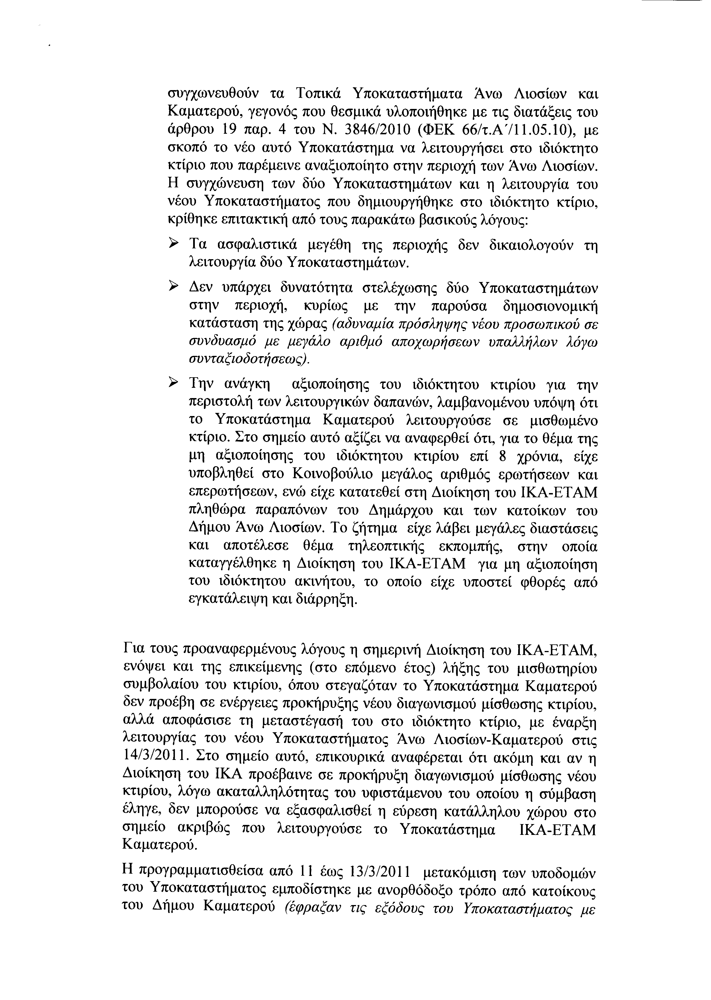 συγχωνευθούν τα Τοπικά Υποκαταστήματα Άνω Λιοσίων και
Καματερού, γεγονός που θεσμικά υλοποιήθηκε με τις διατάξεις του
άρθρου 19 παρ. 4 του Ν. 3846/2010 (ΦΕΚ 66/τ.Α΄/11.05.10), με
σκοπό το νέο αυτό Υποκατάστημα να λειτουργήσει στο ιδιόκτητο
κτίριο που παρέμεινε αναξιοποίητο στην περιοχή των Άνω Λιοσίων.
Η συγχώνευση των δύο Υποκαταστημάτων και η λειτουργία του
νέου Υποκαταστήματος που δημιουργήθηκε στο ιδιόκτητο κτίριο,
κρίθηκε επιτακτική από τους παρακάτω βασικούς λόγους:
➢ Τα ασφαλιστικά μεγέθη της περιοχής δεν δικαιολογούν τη
λειτουργία δύο Υποκαταστημάτων.
➢ Δεν υπάρχει δυνατότητα στελέχωσης δύο Υποκαταστημάτων
στην περιοχή, κυρίως με την παρούσα δημοσιονομική
κατάσταση της χώρας (αδυναμία πρόσληψης νέου προσωπικού σε
συνδυασμό με μεγάλο αριθμό αποχωρήσεων υπαλλήλων λόγω
συνταξιοδοτήσεως).
➢ Την ανάγκη αξιοποίησης του ιδιόκτητου κτιρίου για την
περιστολή των λειτουργικών δαπανών, λαμβανομένου υπόψη ότι
το Υποκατάστημα Καματερού λειτουργούσε σε μισθωμένο
κτίριο. Στο σημείο αυτό αξίζει να αναφερθεί ότι, για το θέμα της
μη αξιοποίησης του ιδιόκτητου κτιρίου επί 8 χρόνια, είχε
υποβληθεί στο Κοινοβούλιο μεγάλος αριθμός ερωτήσεων και
επερωτήσεων, ενώ είχε κατατεθεί στη Διοίκηση του ΙΚΑ-ΕΤΑΜ
πληθώρα παραπόνων του Δημάρχου και των κατοίκων του
Δήμου Άνω Λιοσίων. Το ζήτημα είχε λάβει μεγάλες διαστάσεις
και αποτέλεσε θέμα τηλεοπτικής εκπομπής, στην οποία
καταγγέλθηκε η Διοίκηση του ΙΚΑ-ΕΤΑΜ για μη αξιοποίηση
του ιδιόκτητου ακινήτου, το οποίο είχε υποστεί φθορές από
εγκατάλειψη και διάρρηξη.
Για τους προαναφερμένους λόγους η σημερινή Διοίκηση του ΙΚΑ-ΕΤΑΜ,
ενόψει και της επικείμενης (στο επόμενο έτος) λήξης του μισθωτηρίου
συμβολαίου του κτιρίου, όπου στεγαζόταν το Υποκατάστημα Καματερού
δεν προέβη σε ενέργειες προκήρυξης νέου διαγωνισμού μίσθωσης κτιρίου,
αλλά αποφάσισε τη μεταστέγασή του στο ιδιόκτητο κτίριο, με έναρξη
λειτουργίας του νέου Υποκαταστήματος Άνω Λιοσίων-Καματερού στις
14/3/2011. Στο σημείο αυτό, επικουρικά αναφέρεται ότι ακόμη και αν η
Διοίκηση του ΙΚΑ προέβαινε σε προκήρυξη διαγωνισμού μίσθωσης νέου
κτιρίου, λόγω ακαταλληλότητας του υφιστάμενου του οποίου η σύμβαση
έληγε, δεν μπορούσε να εξασφαλισθεί η εύρεση κατάλληλου χώρου στο
σημείο ακριβώς που λειτουργούσε το Υποκατάστημα ΙΚΑ-ΕΤΑΜ
Καματερού.
Η προγραμματισθείσα από 11 έως 13/3/2011 μετακόμιση των υποδομών
του Υποκαταστήματος εμποδίστηκε με ανορθόδοξο τρόπο από κατοίκους
του Δήμου Καματερού (έφραξαν τις εξόδους του Υποκαταστήματος με